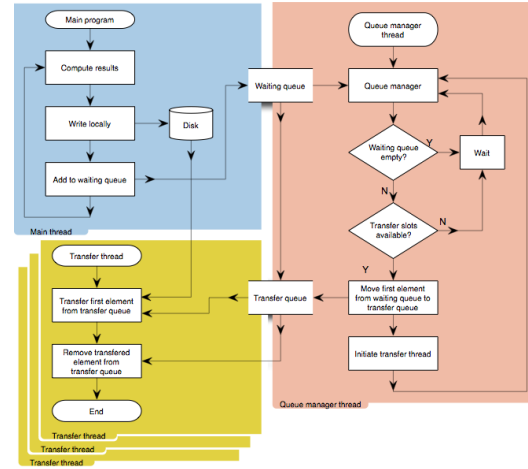 Main program
Compute results
Write locally
Disk
Add to waiting queue
Main thread
Waiting queue
Queue manager
thread
Queue manager
Waiting queue
empty?
Y
Wait
N
Transfer slots
available?
N
Y
Move first element
from waiting queue to
transfer queue
Initiate transfer thread
Queue manager thread
Transfer queue
Transfer thread
Transfer first element
from transfer queue
Remove transfered
element from
transfer queue
End
Transfer thread
Transfer thread
Transfer thread